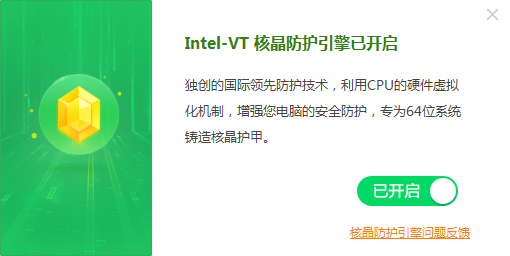 Intel-VT 核晶防护引擎已开启
独创的国际领先防护技术，利用CPU的硬件虚拟
化机制，增强您电脑的安全防护，专为64位系统
铸造核晶护甲。
已开启
核晶防护引擎问题反馈